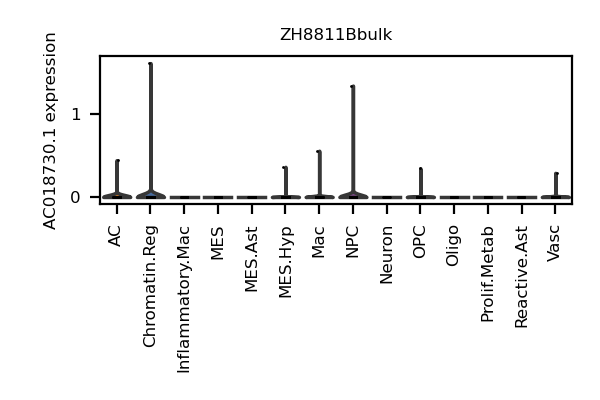 ZH8811Bbulk
AC018730.1 expression
1
0
AC
Chromatin.Reg
Inflammatory.Mac
MES
MES.Ast
MES.Hyp
Mac
NPC
Neuron
OPC
Oligo
Prolif.Metab
Reactive.Ast
Vasc